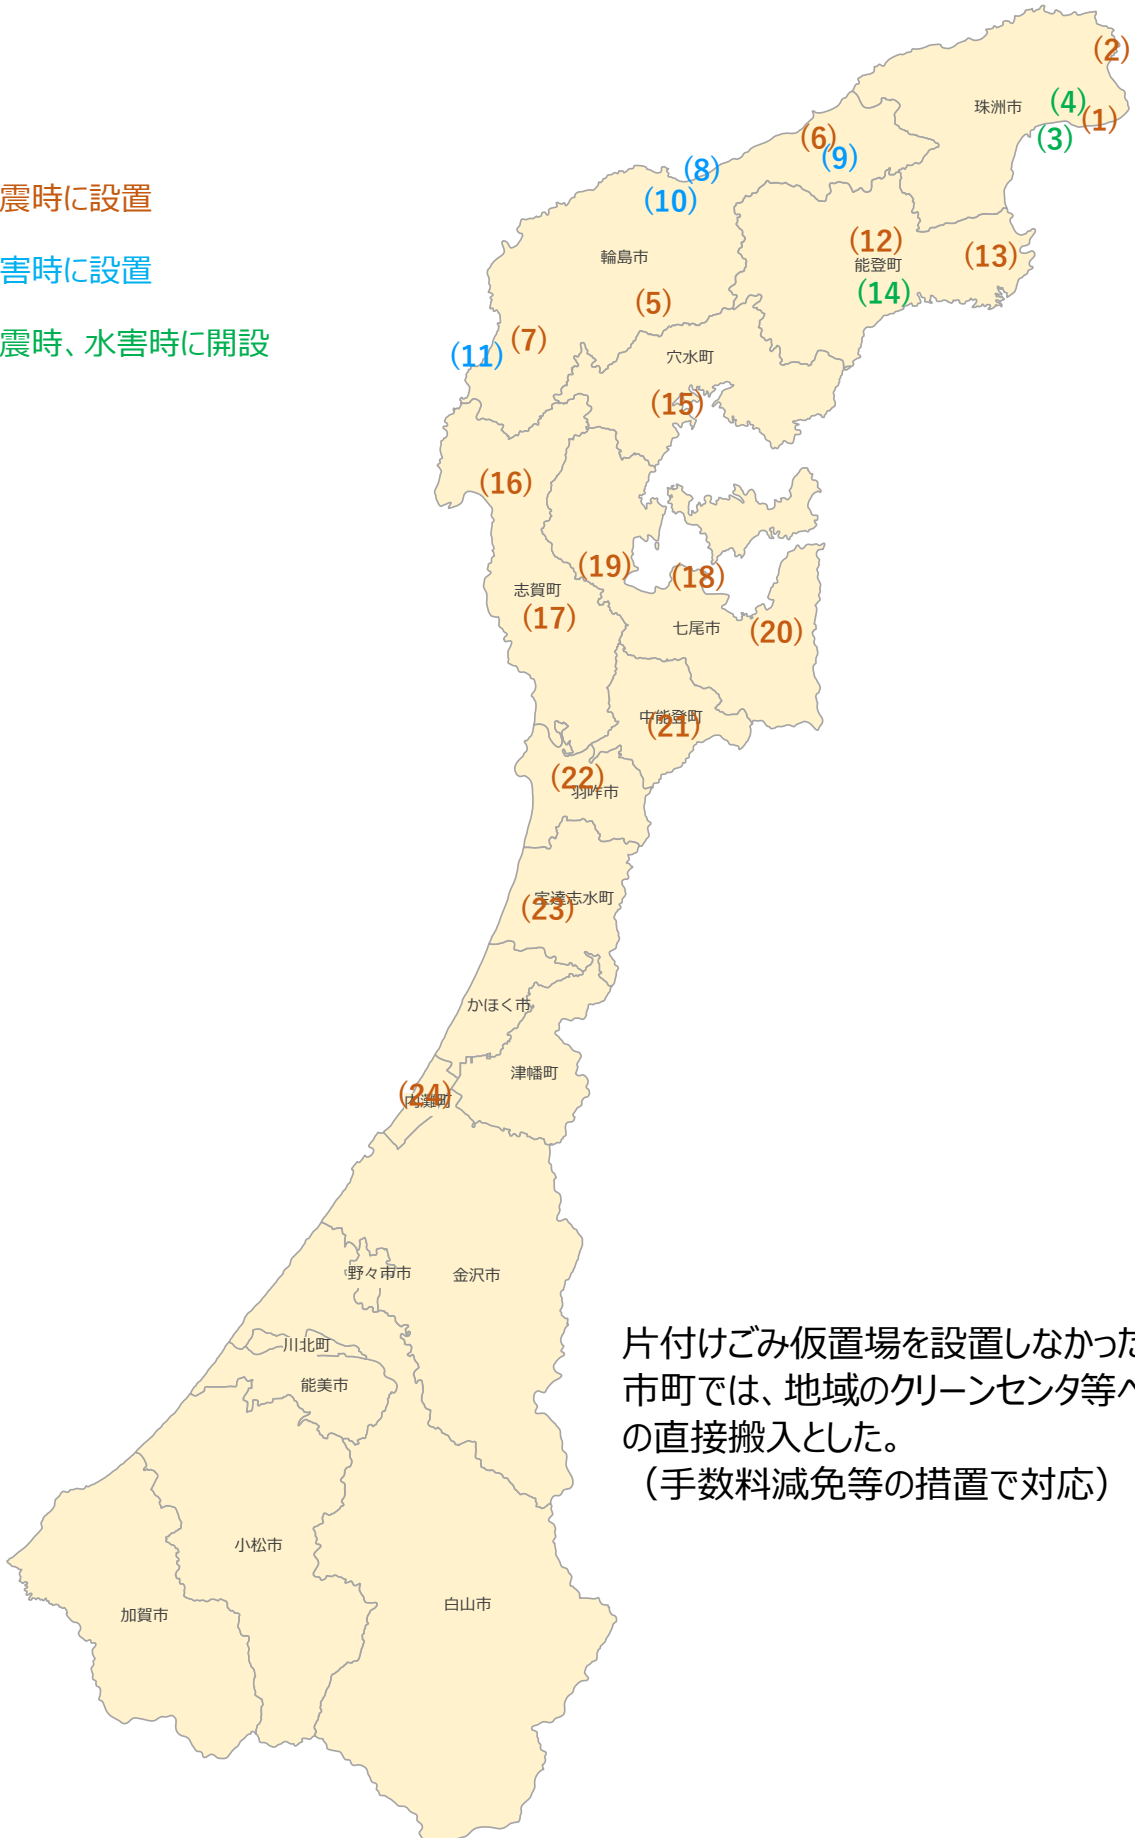 (2)
(4)
珠洲市
(1)
(6)
(3)
(9)
(8)
震時に設置
(10)
(12)
輪島市
(13)
能登町
害時に設置
(14)
(5)
震時、水害時に開設
(7)
(11)
穴水町
(15)
(16)
(19)
(18)
志賀町
(17)
七尾市
(20)
中能登町
(21)
(22)
羽咋市
宝達志水町
(23)
かほく市
津幡町
(24)
内灘町
野々市市
金沢市
川北町
能美市
片付けごみ仮置場を設置しなかった
市町では、地域のクリーンセンタ等へ
の直接搬入とした。
（手数料減免等の措置で対応）
小松市
白山市
加賀市